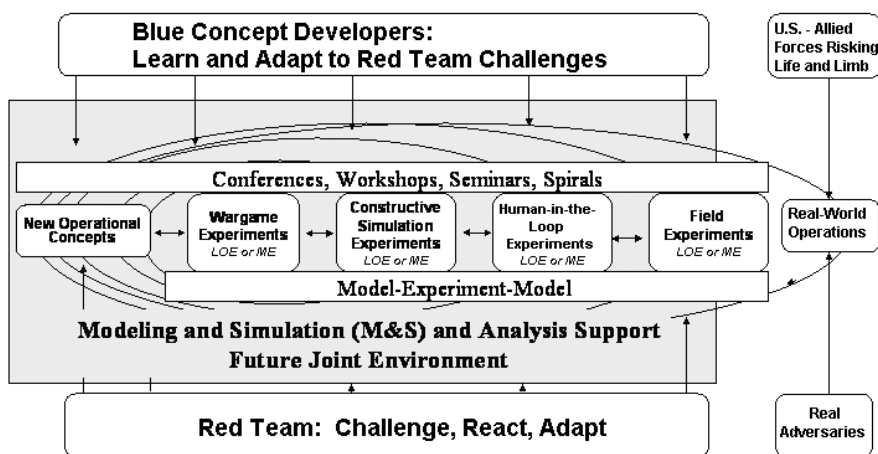 Blue Concept Developers:
Learn and Adapt to Red Team Challenges
U.S. - Allied
Forces Risking
Life and Limb
Conferences, Workshops, Seminars, Spirals
New Operational
Concepts
Wargame
Experiments
LOE or ME
Constructive
Simulation
Experiments
LOE or ME
Human-in-the-
Loop
Experiments
LOE or ME
Field
Experiments
LOE or ME
Real-World
Operations
Model-Experiment-Model
Modeling and Simulation (M&S) and Analysis Support
Future Joint Environment
Red Team: Challenge, React, Adapt
Real
Adversaries